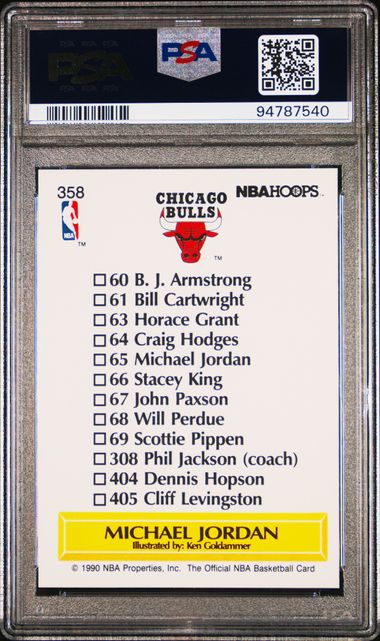 PSA
PSA
94787540
358
CHICAGO
BULLS
TM
NBAHOOPS
NBA
TM
60 B. J. Armstrong
61 Bill Cartwright
63 Horace Grant
64 Craig Hodges
65 Michael Jordan
66 Stacey King
67 John Paxson
68 Will Perdue
69 Scottie Pippen
308 Phil Jackson (coach)
404 Dennis Hopson
405 Cliff Levingston
MICHAEL JORDAN
Illustrated by: Ken Goldammer
© 1990 NBA Properties, Inc. The Official NBA Basketball Card